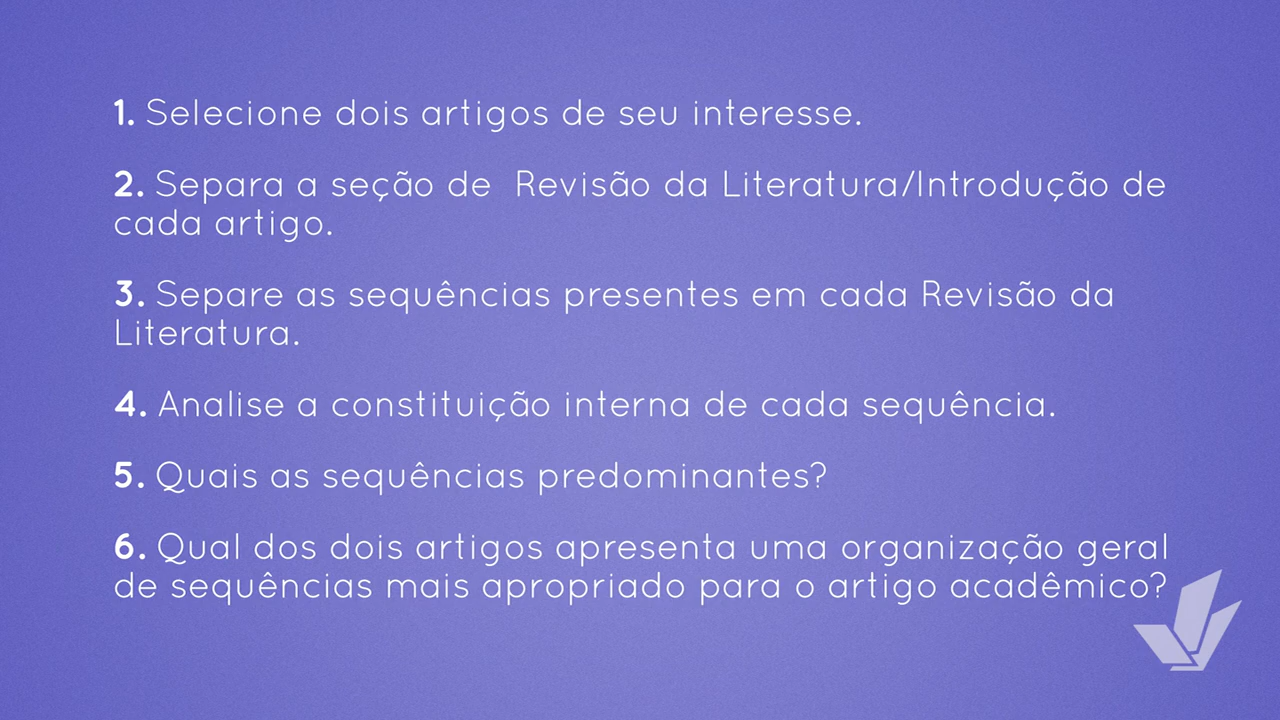 1. Selecione dois artigos de seu interesse.
2. Separa a seção de Revisão da Literatura/Introdução de
cada artigo.
3. Separe as sequências presentes em cada Revisão da
Literatura.
4. Analise a constituição interna de cada sequência.
5. Quais as sequências predominantes?
6. Qual dos dois artigos apresenta uma organização geral
de sequências mais apropriado para o artigo acadêmico?